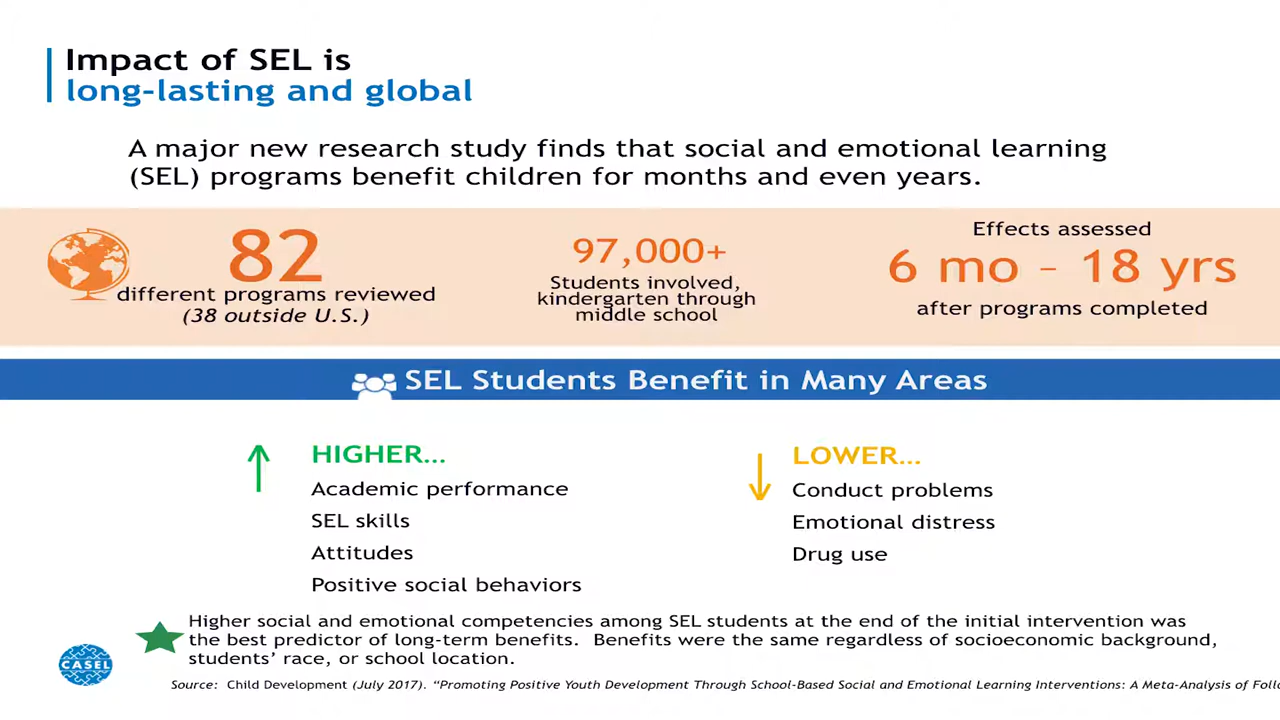 Impact of SEL is
long-lasting and global
A major new research study finds that social and emotional learning
(SEL) programs benefit children for months and even years.
82
different programs reviewed
(38 outside U.S.)
97,000+
Students involved,
kindergarten through
middle school
Effects assessed
6 mo - 18 yrs
after programs completed
SEL Students Benefit in Many Areas
HIGHER...
Academic performance
SEL skills
Attitudes
Positive social behaviors
LOWER...
Conduct problems
Emotional distress
Drug use
Higher social and emotional competencies among SEL students at the end of the initial intervention was
the best predictor of long-term benefits.  Benefits were the same regardless of socioeconomic background,
students’ race, or school location.
CASEL
Source:  Child Development (July 2017). “Promoting Positive Youth Development Through School-Based Social and Emotional Learning Interventions: A Meta-Analysis of